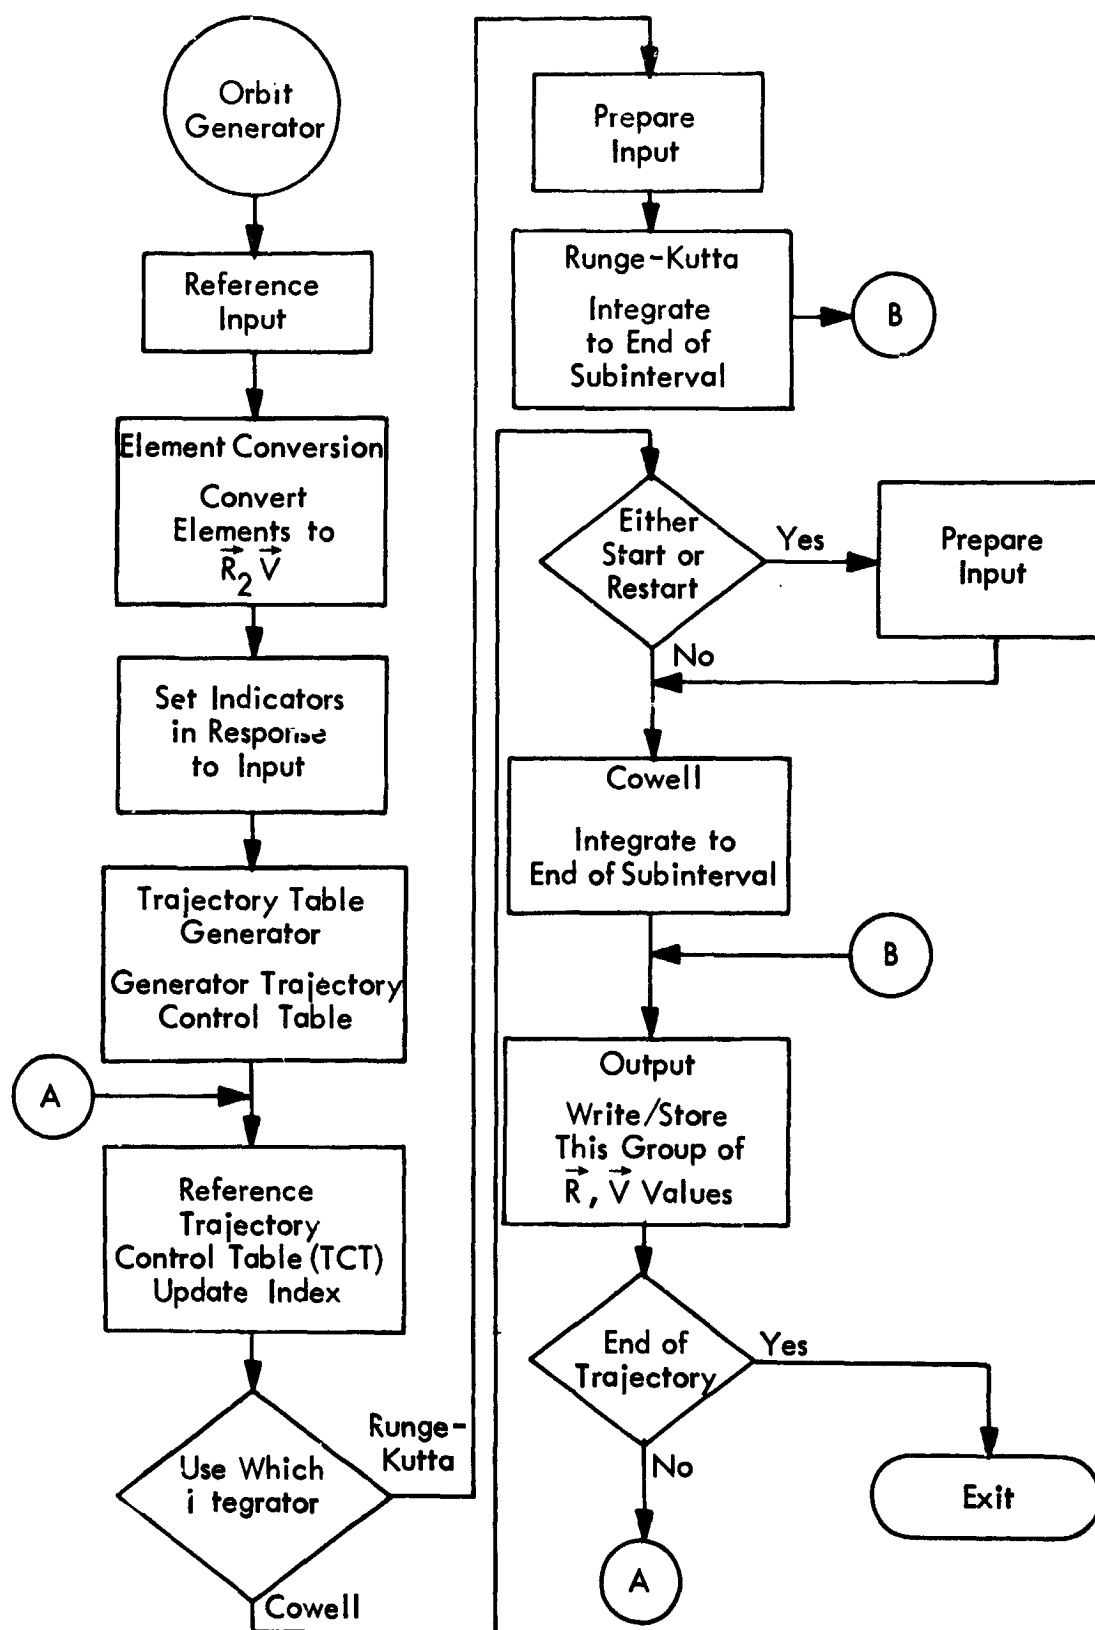 Orbit
Generator
Reference
Input
Element Conversion
Convert
Elements to
R⃗₂ V⃗
Set Indicators
in Response
to Input
Trajectory Table
Generator
Generator Trajectory
Control Table
A
Reference
Trajectory
Control Table (TCT)
Update Index
Use Which
i tegrator
Runge-
Kutta
Cowell
Prepare
Input
Runge-Kutta
Integrate
to End of
Subinterval
B
Either
Start or
Restart
Yes
Prepare
Input
No
Cowell
Integrate to
End of Subinterval
B
Output
Write/Store
This Group of
R⃗, V⃗ Values
End of
Trajectory
Yes
No
Exit
A